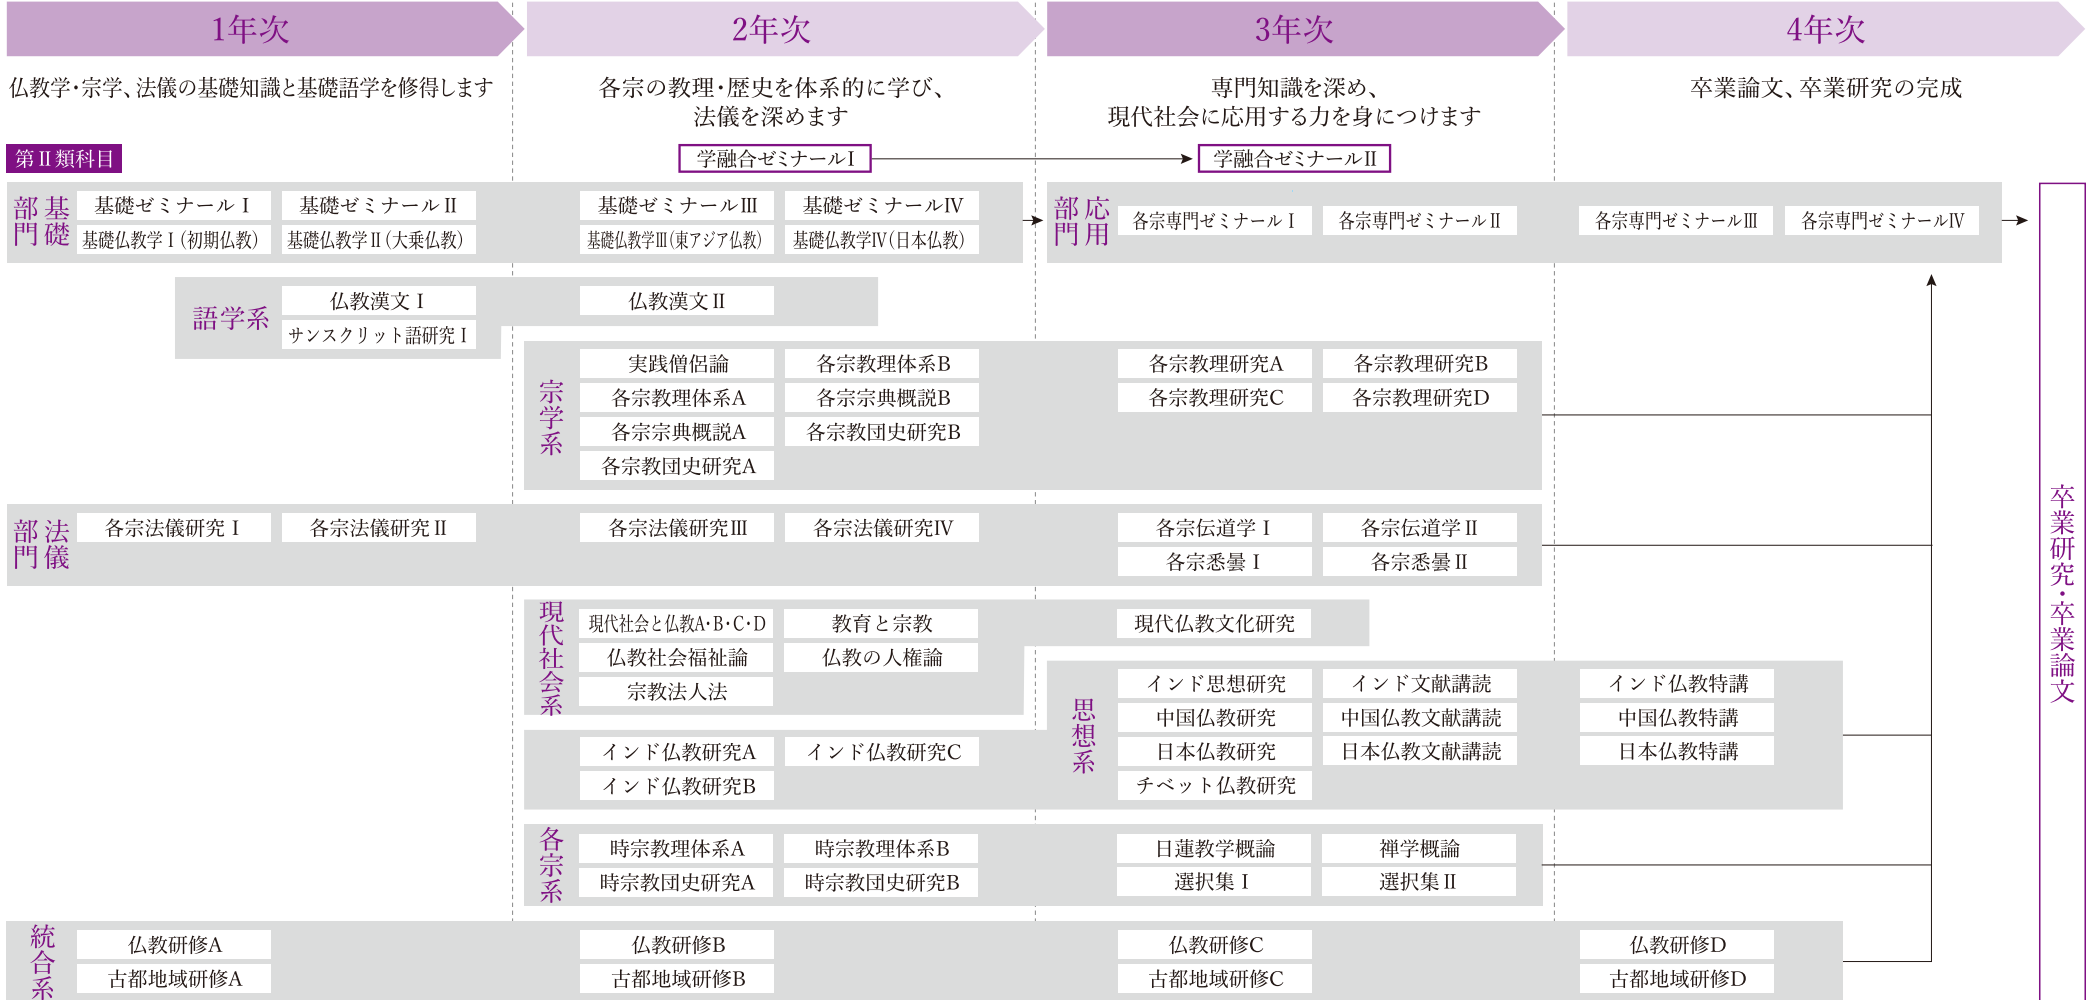 1年次
2年次
3年次
4年次
仏教学・宗学、法儀の基礎知識と基礎語学を修得します
各宗の教理・歴史を体系的に学び、
法儀を深めます
専門知識を深め、
現代社会に応用する力を身につけます
卒業論文、卒業研究の完成
第Ⅱ類科目
学融合ゼミナールⅠ
学融合ゼミナールⅡ
基礎部門
基礎ゼミナールⅠ
基礎ゼミナールⅡ
基礎ゼミナールⅢ
基礎ゼミナールⅣ
基礎仏教学Ⅰ(初期仏教)
基礎仏教学Ⅱ(大乗仏教)
基礎仏教学Ⅲ(東アジア仏教)
基礎仏教学Ⅳ(日本仏教)
応用部門
各宗専門ゼミナールⅠ
各宗専門ゼミナールⅡ
各宗専門ゼミナールⅢ
各宗専門ゼミナールⅣ
語学系
仏教漢文Ⅰ
仏教漢文Ⅱ
サンスクリット語研究Ⅰ
宗学系
実践僧侶論
各宗教理体系B
各宗教理研究A
各宗教理研究B
各宗教理体系A
各宗宗典概説B
各宗教理研究C
各宗教理研究D
各宗宗典概説A
各宗教団史研究B
各宗教団史研究A
法儀部門
各宗法儀研究Ⅰ
各宗法儀研究Ⅱ
各宗法儀研究Ⅲ
各宗法儀研究Ⅳ
各宗伝道学Ⅰ
各宗伝道学Ⅱ
各宗悉曇Ⅰ
各宗悉曇Ⅱ
現代社会系
現代社会と仏教A・B・C・D
教育と宗教
現代仏教文化研究
仏教社会福祉論
仏教の人権論
宗教法人法
思想系
インド思想研究
インド文献講読
インド仏教特講
中国仏教研究
中国仏教文献講読
中国仏教特講
インド仏教研究A
インド仏教研究C
日本仏教研究
日本仏教文献講読
日本仏教特講
インド仏教研究B
チベット仏教研究
各宗系
時宗教理体系A
時宗教理体系B
日蓮教学概論
禅学概論
時宗教団史研究A
時宗教団史研究B
選択集Ⅰ
選択集Ⅱ
統合系
仏教研修A
仏教研修B
仏教研修C
仏教研修D
古都地域研修A
古都地域研修B
古都地域研修C
古都地域研修D
卒業研究・卒業論文